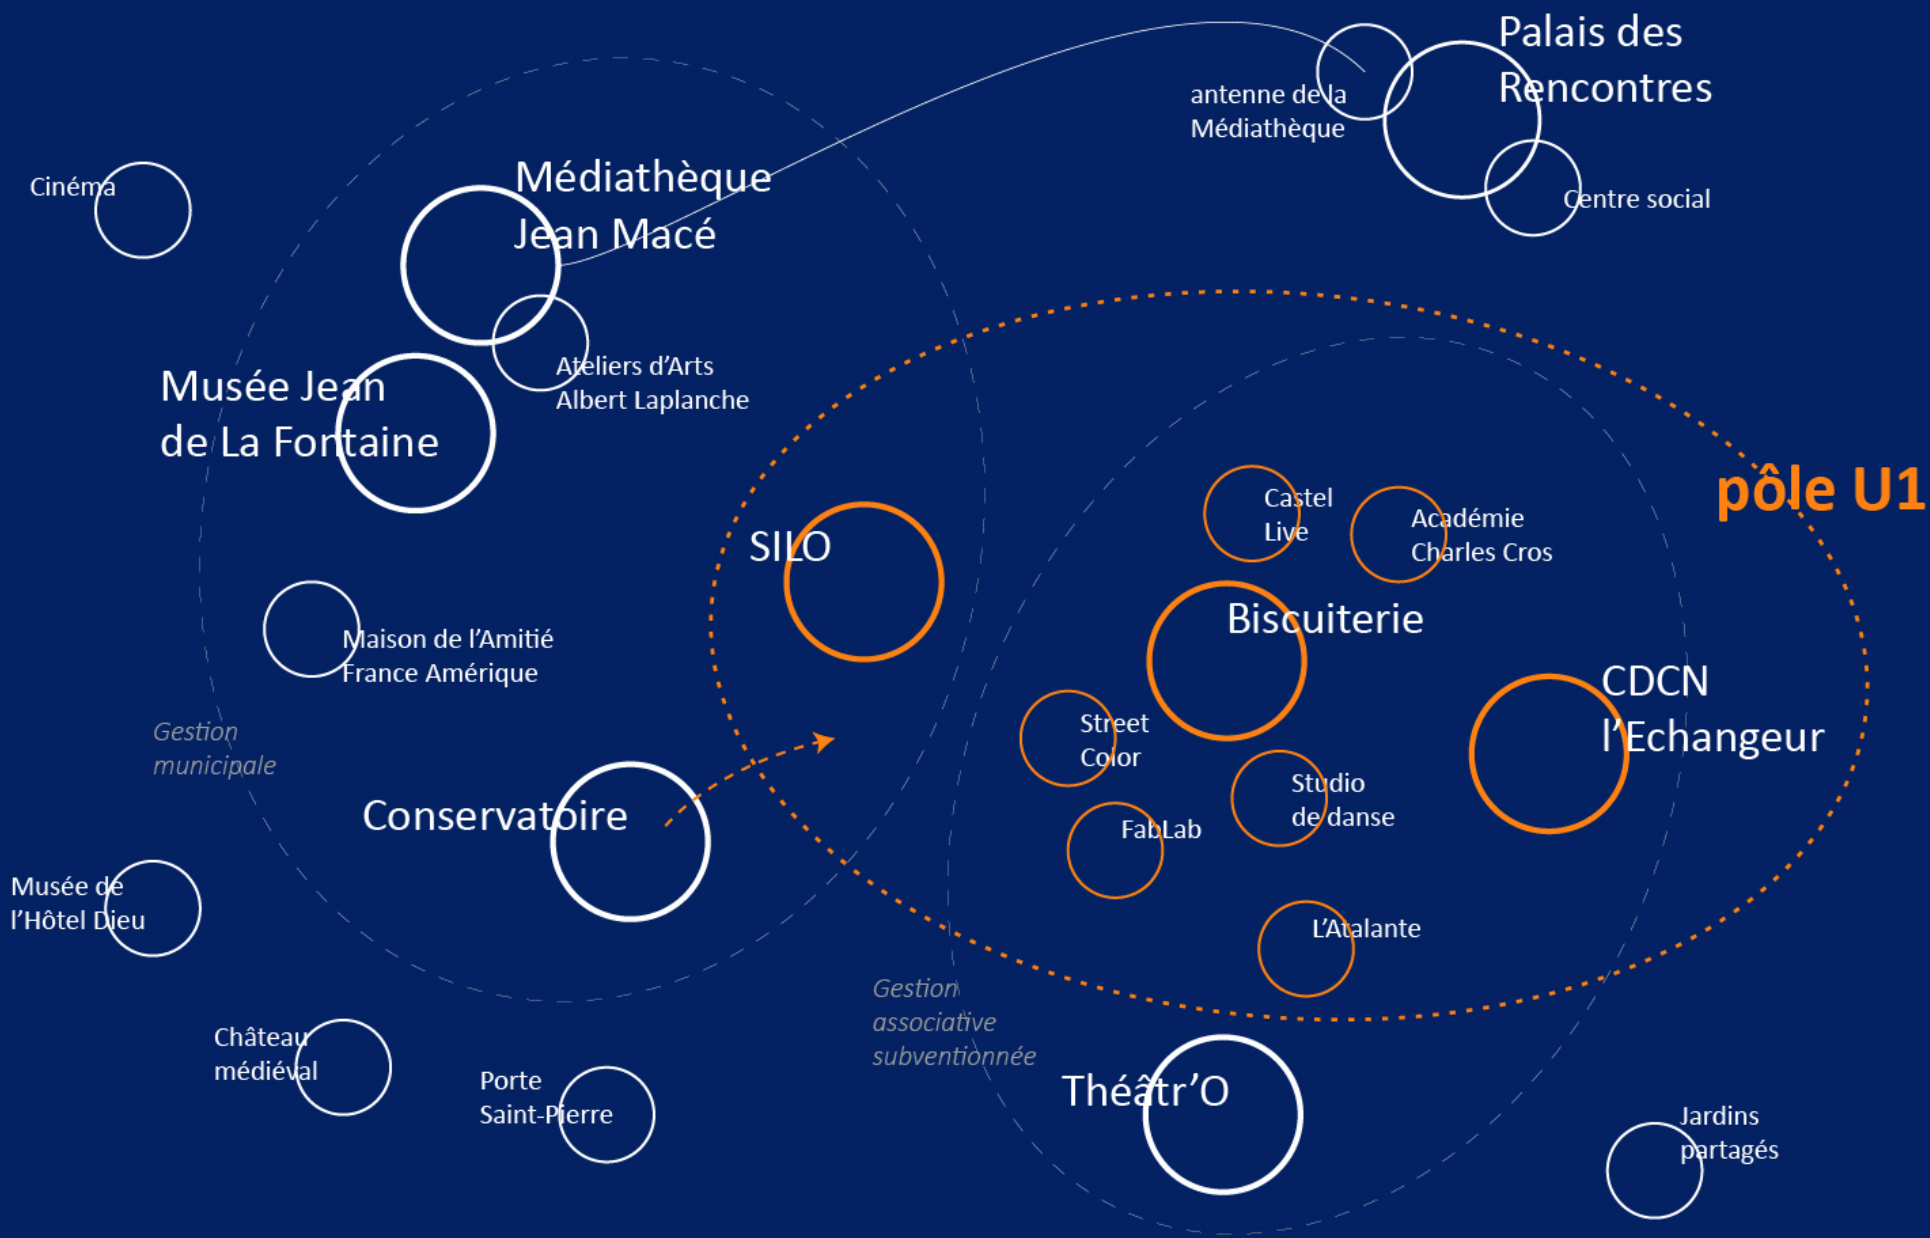 Palais des
Rencontres
antenne de la
Médiathèque
Centre social
Cinéma
Médiathèque
Jean Macé
Ateliers d’Arts
Albert Laplanche
Musée Jean
de La Fontaine
pôle U1
Castel
Live
Académie
Charles Cros
SILO
Biscuiterie
Maison de l’Amitié
France Amérique
CDCN
l’Echangeur
Gestion
municipale
Street
Color
Studio
de danse
Conservatoire
FabLab
Musée de
l’Hôtel Dieu
L’Atalante
Gestion
associative
subventionnée
Château
médiéval
Porte
Saint-Pierre
Théâtr’O
Jardins
partagés